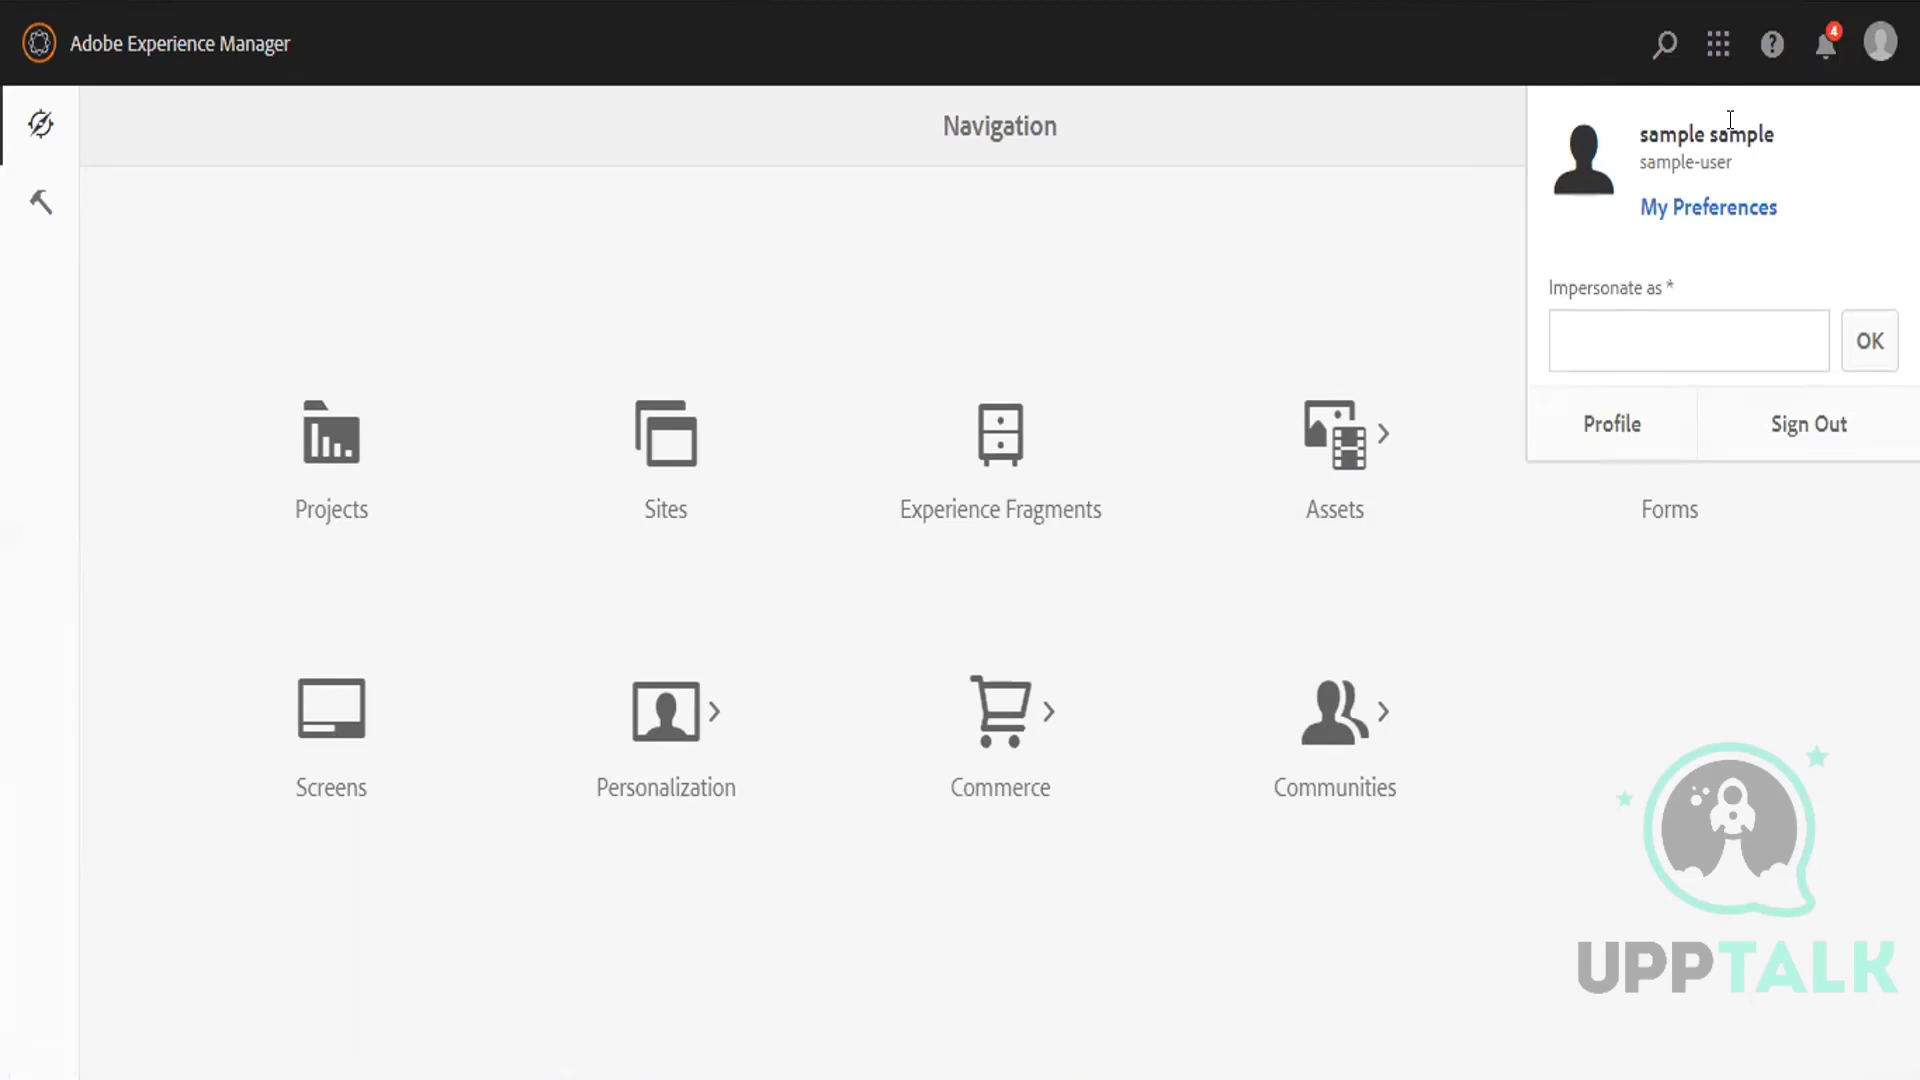 Adobe Experience Manager
4
Navigation
sample sample
sample-user
My Preferences
Impersonate as *
OK
Profile
Sign Out
Projects
Sites
Experience Fragments
Assets
Forms
Screens
Personalization
Commerce
Communities
UPPTALK